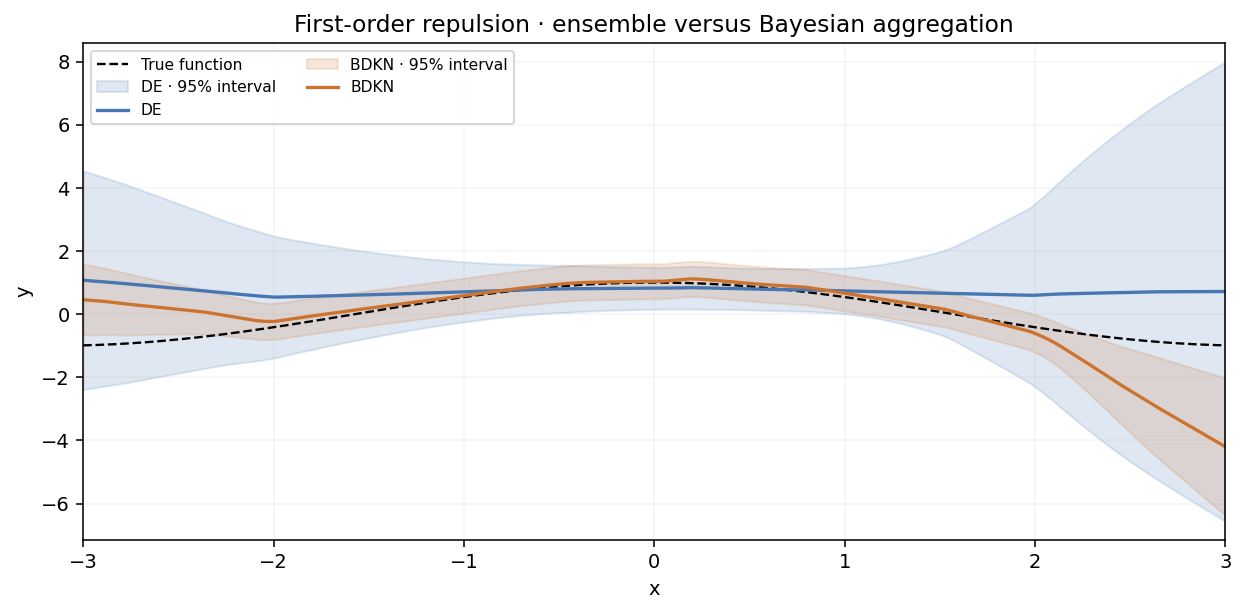 First-order repulsion · ensemble versus Bayesian aggregation
True function
DE · 95% interval
DE
BDKN · 95% interval
BDKN
8
6
4
2
0
−2
−4
−6
y
−3
−2
−1
0
1
2
3
x